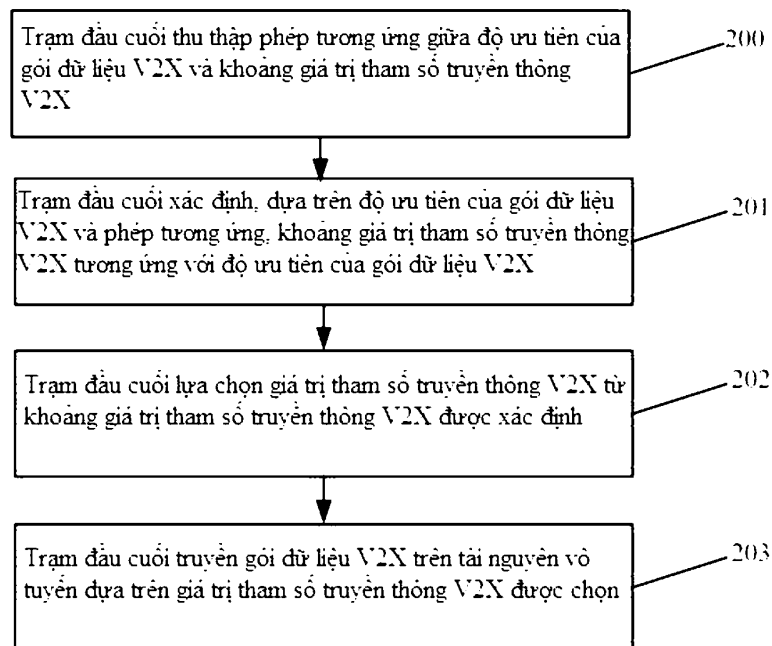 Trạm đầu cuối thu thập phép tương ứng giữa độ ưu tiên của
gói dữ liệu V2X và khoảng giá trị tham số truyền thông
V2X
200
Trạm đầu cuối xác định, dựa trên độ ưu tiên của gói dữ liệu
V2X và phép tương ứng, khoảng giá trị tham số truyền thông
V2X tương ứng với độ ưu tiên của gói dữ liệu V2X
201
Trạm đầu cuối lựa chọn giá trị tham số truyền thông V2X từ
khoảng giá trị tham số truyền thông V2X được xác định
202
Trạm đầu cuối truyền gói dữ liệu V2X trên tài nguyên vô
tuyến dựa trên giá trị tham số truyền thông V2X được chọn
203